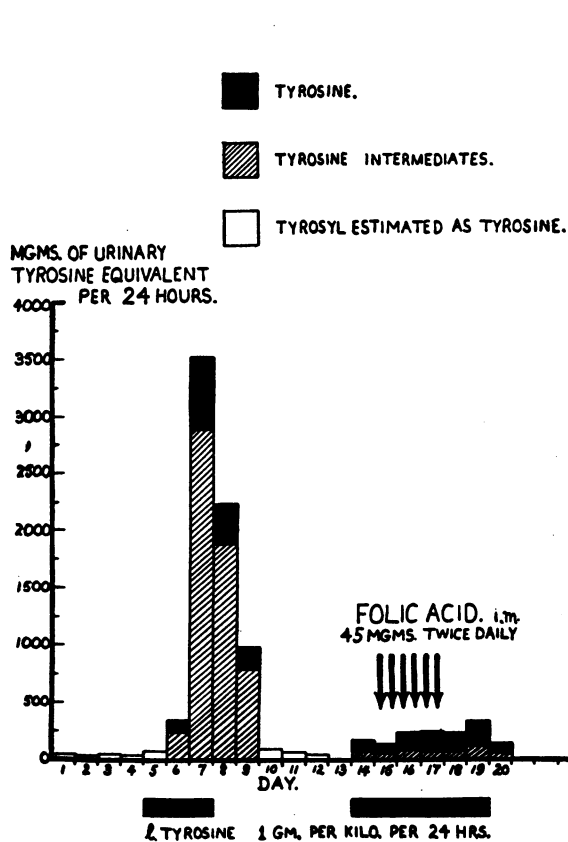 TYROSINE.
TYROSINE INTERMEDIATES.
TYROSYL ESTIMATED AS TYROSINE.
MGMS. OF URINARY
TYROSINE EQUIVALENT
PER 24 HOURS.
4000
3500
3000
2500
2000
1500
1000
500
0
FOLIC ACID. i.m.
45 MGMS. TWICE DAILY
1 2 3 4 5 6 7 8 9 10 11 12 13 14 15 16 17 18 19 20
DAY.
l. TYROSINE 1 GM. PER KILO. PER 24 HRS.